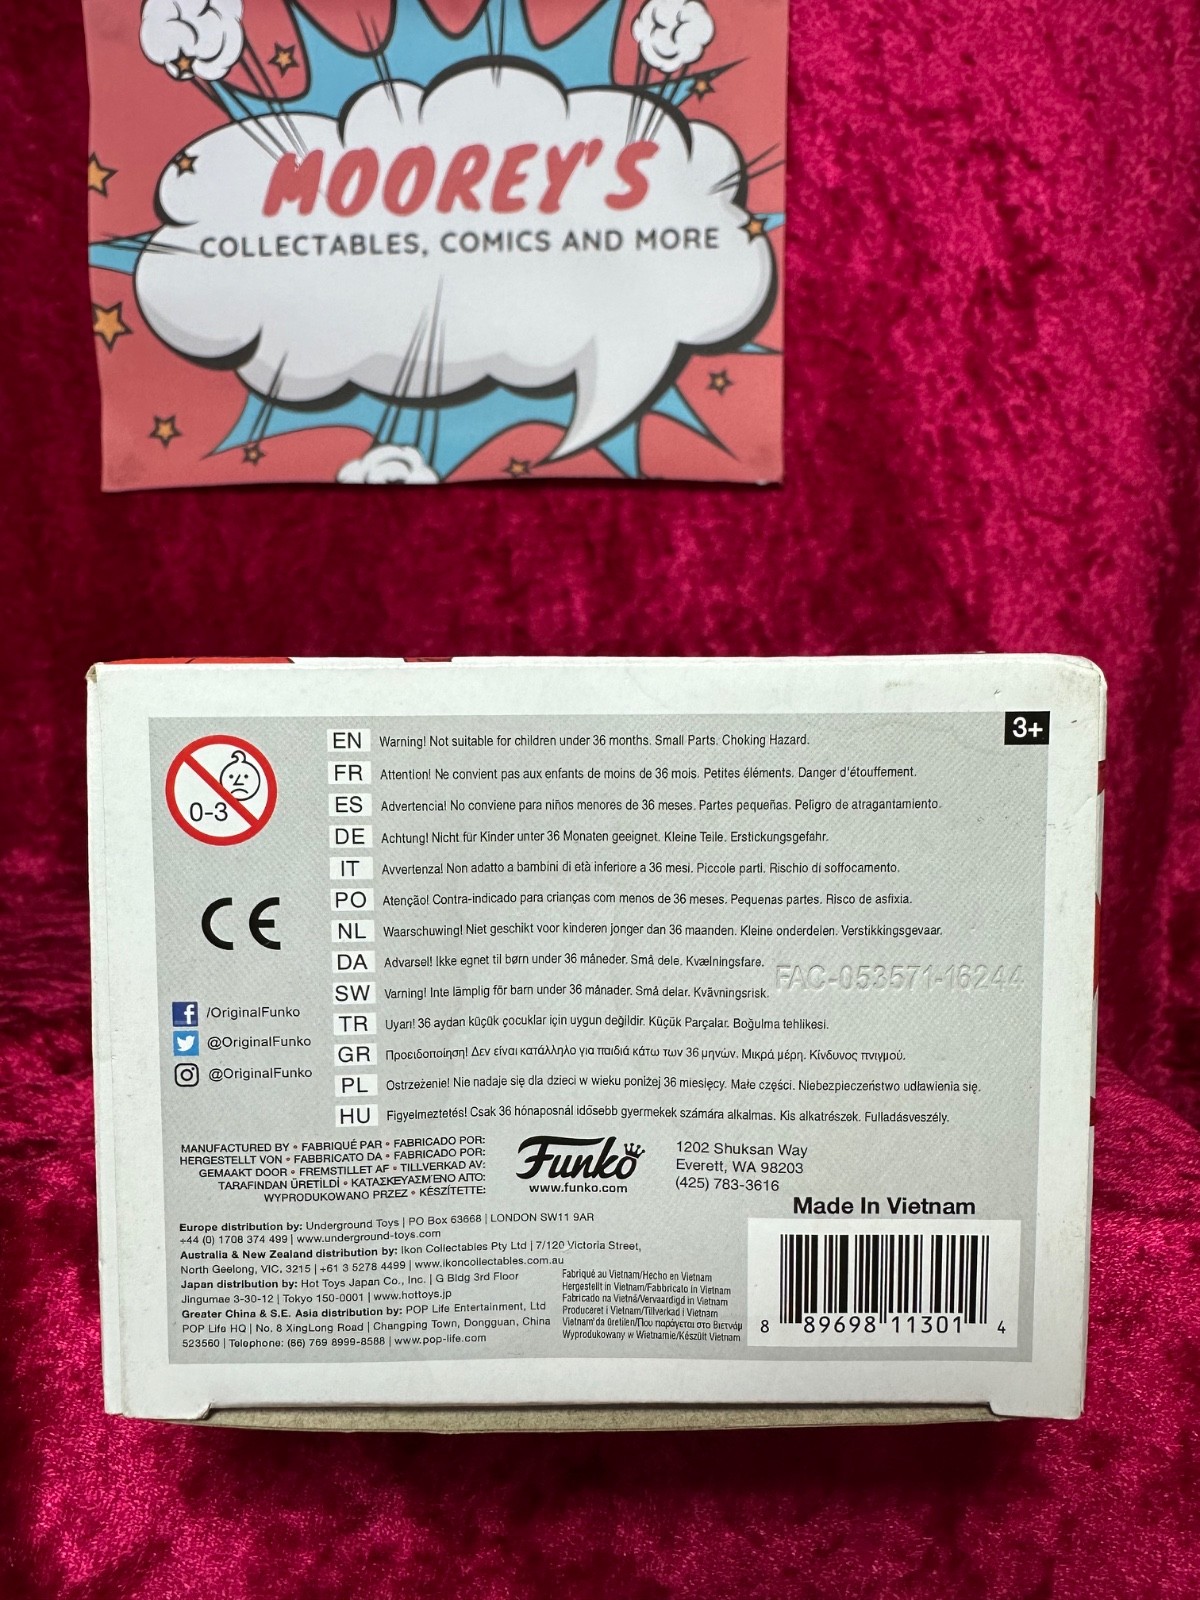 MOOREY'S
COLLECTABLES, COMICS AND MORE
3+
0-3
EN Warning! Not suitable for children under 36 months. Small Parts. Choking Hazard.
FR Attention! Ne convient pas aux enfants de moins de 36 mois. Petites éléments. Danger d'étouffement.
ES Advertencia! No conviene para niños menores de 36 meses. Partes pequeñas. Peligro de atragantamiento.
DE Achtung! Nicht für Kinder unter 36 Monaten geeignet. Kleine Teile. Erstickungsgefahr.
IT Avvertenza! Non adatto a bambini di età inferiore a 36 mesi. Piccole parti. Rischio di soffocamento.
PO Atenção! Contra-indicado para crianças com menos de 36 meses. Pequenas partes. Risco de asfixia.
NL Waarschuwing! Niet geschikt voor kinderen jonger dan 36 maanden. Kleine onderdelen. Verstikkingsgevaar.
DA Advarsel! Ikke egnet til børn under 36 måneder. Små dele. Kvælningsfare.
FAC-053571-16244
SW Varning! Inte lämplig för barn under 36 månader. Små delar. Kvävningsrisk.
TR Uyarı! 36 aydan küçük çocuklar için uygun değildir. Küçük Parçalar. Boğulma tehlikesi.
GR Προειδοποίηση! Δεν είναι κατάλληλο για παιδιά κάτω των 36 μηνών. Μικρά μέρη. Κίνδυνος πνιγμού.
PL Ostrzeżenie! Nie nadaje się dla dzieci w wieku poniżej 36 miesięcy. Małe części. Niebezpieczeństwo udławienia się.
HU Figyelmeztetés! Csak 36 hónaposnál idősebb gyermekek számára alkalmas. Kis alkatrészek. Fulladásveszély.
CE
/OriginalFunko
@OriginalFunko
@OriginalFunko
MANUFACTURED BY • FABRIQUÉ PAR • FABRICADO POR:
HERGESTELLT VON • FABBRICATO DA • FABRICADO POR:
GEMAAKT DOOR • FREMSTILLET AF • TILLVERKAD AV:
TARAFINDAN ÜRETİLDİ • ΚΑΤΑΣΚΕΥΑΣΜΈΝΟ ΑΠΌ:
WYPRODUKOWANO PRZEZ • KÉSZÍTETTE:
Funko
www.funko.com
1202 Shuksan Way
Everett, WA 98203
(425) 783-3616
Made In Vietnam
Europe distribution by: Underground Toys | PO Box 63668 | LONDON SW11 9AR
+44 (0) 1708 374 499 | www.underground-toys.com
Australia & New Zealand distribution by: Ikon Collectables Pty Ltd | 7/120 Victoria Street,
North Geelong, VIC, 3215 | +61 3 5278 4499 | www.ikoncollectables.com.au
Japan distribution by: Hot Toys Japan Co., Inc. | G Bldg 3rd Floor
Jingumae 3-30-12 | Tokyo 150-0001 | www.hottoys.jp
Greater China & S.E. Asia distribution by: POP Life Entertainment, Ltd
POP Life HQ | No. 8 XingLong Road | Changping Town, Dongguan, China
523560 | Telephone: (86) 769 8999-8588 | www.pop-life.com
Fabriqué au Vietnam/Hecho en Vietnam
Hergestellt in Vietnam/Fabbricato in Vietnam
Fabricado na Vietnã/Vervaardigd in Vietnam
Produceret i Vietnam/Tillverkad i Vietnam
Vietnam'da üretilen/Που παράγεται στο Βιετνάμ
Wyprodukowany w Wietnamie/Készült Vietnam
8 89698 11301 4